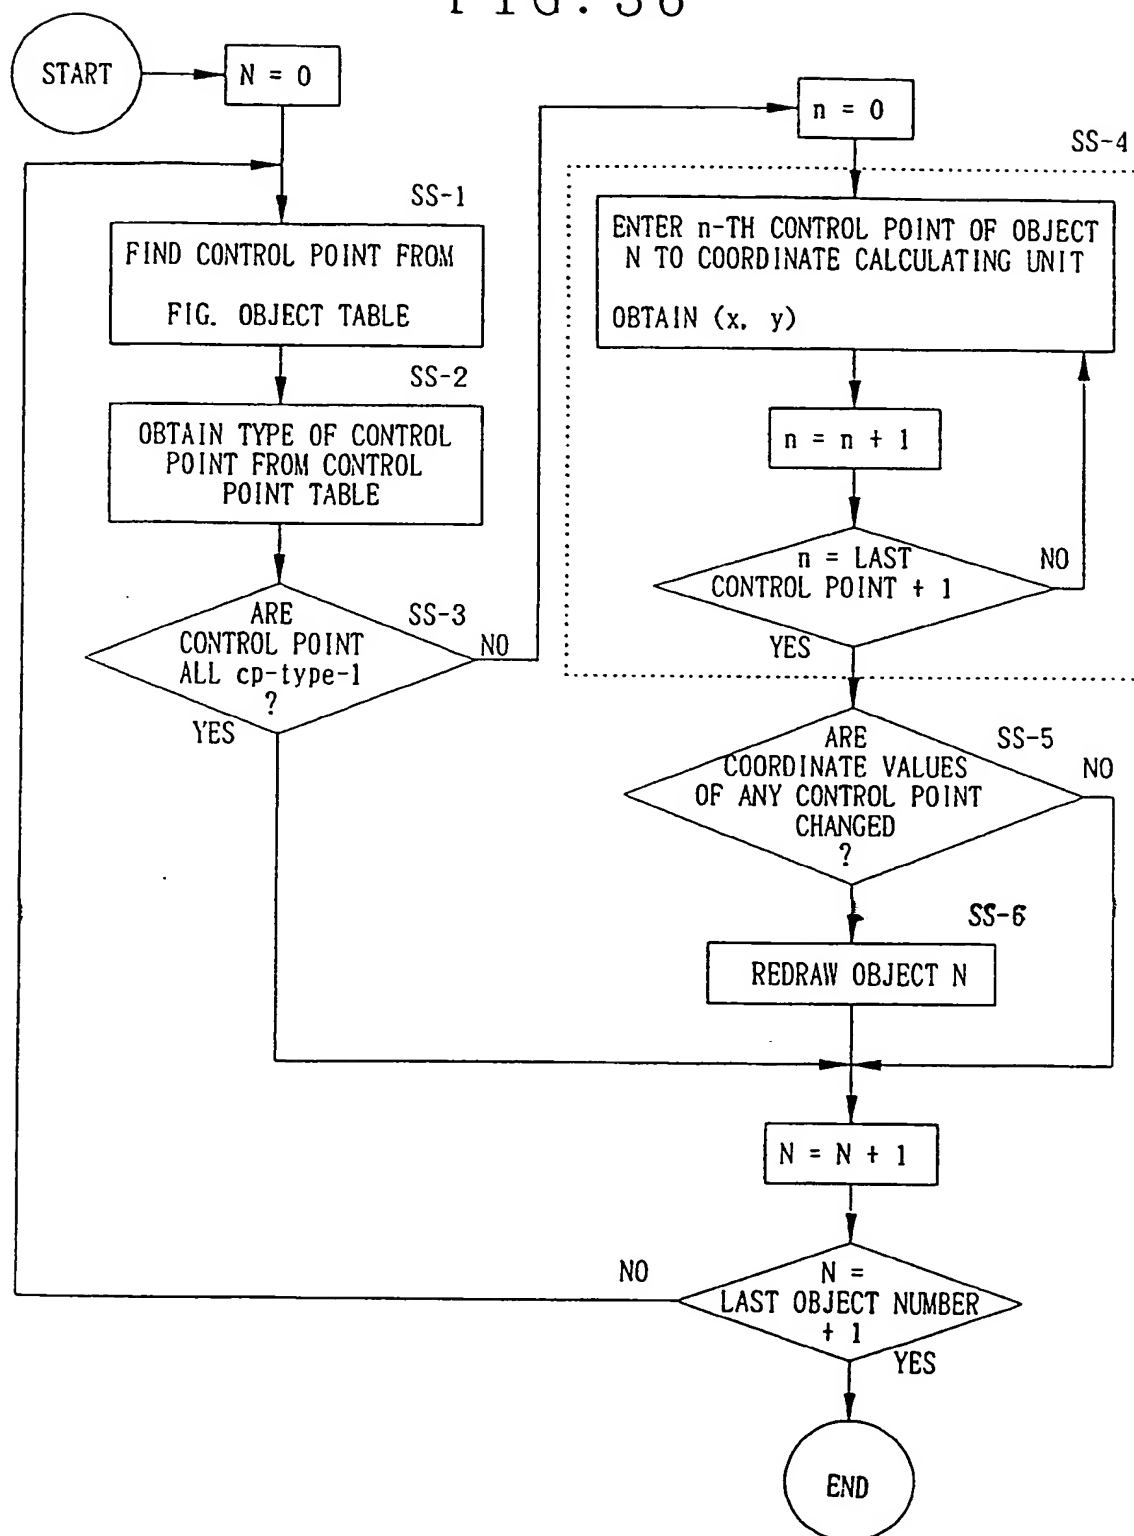 FIG. 36
START
N = 0
SS-1
FIND CONTROL POINT FROM
FIG. OBJECT TABLE
SS-2
OBTAIN TYPE OF CONTROL
POINT FROM CONTROL
POINT TABLE
ARE
CONTROL POINT
ALL cp-type-1
?
SS-3
NO
YES
n = 0
SS-4
ENTER n-TH CONTROL POINT OF OBJECT
N TO COORDINATE CALCULATING UNIT
OBTAIN (x, y)
n = n + 1
n = LAST
CONTROL POINT + 1
NO
YES
ARE
COORDINATE VALUES
OF ANY CONTROL POINT
CHANGED
?
SS-5
NO
SS-6
REDRAW OBJECT N
N = N + 1
NO
N =
LAST OBJECT NUMBER
+ 1
YES
END